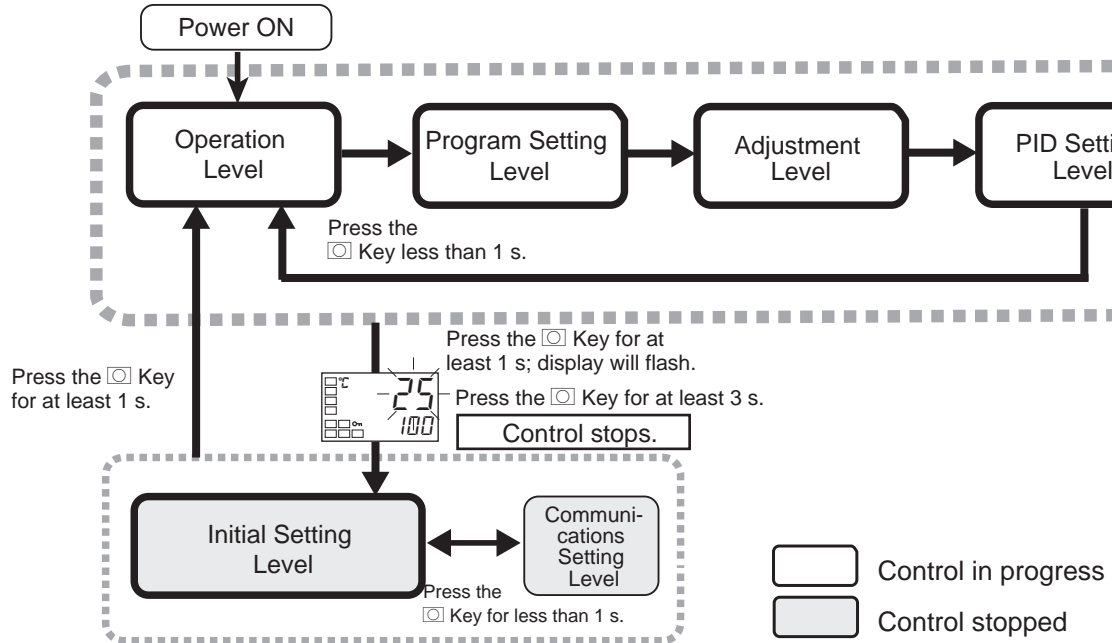 Power ON
Operation
Level
Program Setting
Level
Adjustment
Level
PID
Level
Press the
Key less than 1 s.
Press the Key for at
least 1 s; display will flash.
Press the Key
for at least 1 s.
°C
25
100
Press the Key for at least 3 s.
Control stops.
Initial Setting
Level
Communi-
cations
Setting
Level
Press the
Key for less than 1 s.
Control in progress
Control stopped